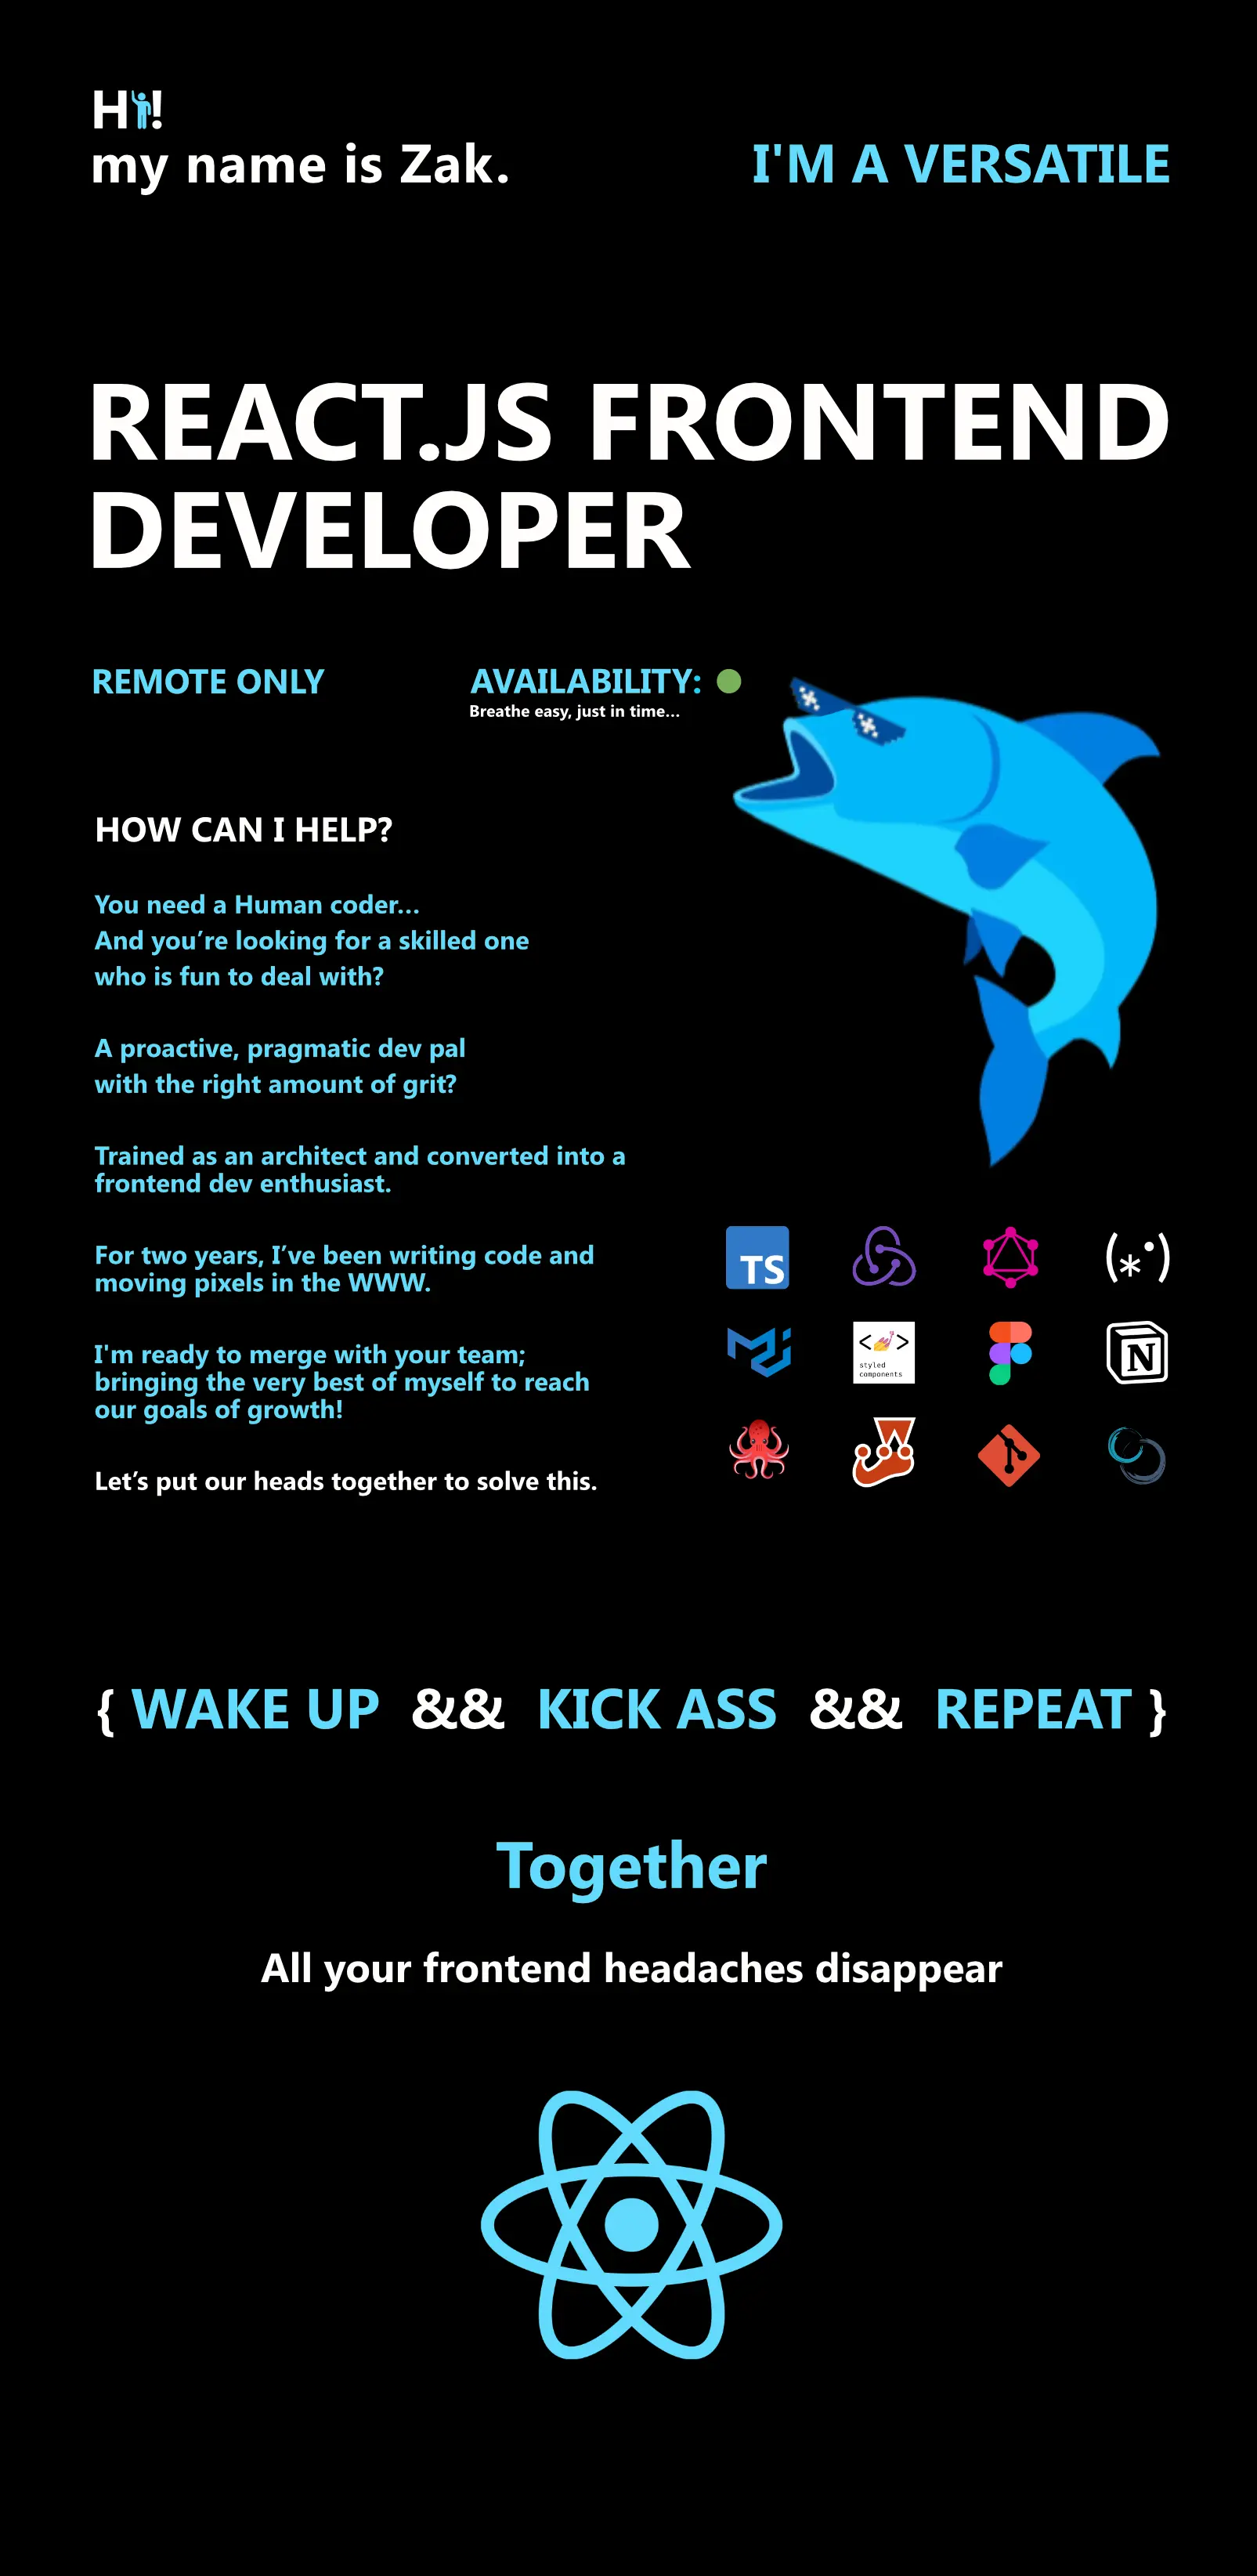 Hi!
my name is Zak.
I'M A VERSATILE
REACT.JS FRONTEND
DEVELOPER
REMOTE ONLY
AVAILABILITY:
Breathe easy, just in time...
HOW CAN I HELP?
You need a Human coder...
And you’re looking for a skilled one
who is fun to deal with?
A proactive, pragmatic dev pal
with the right amount of grit?
Trained as an architect and converted into a
frontend dev enthusiast.
For two years, I’ve been writing code and
moving pixels in the WWW.
I'm ready to merge with your team;
bringing the very best of myself to reach
our goals of growth!
Let’s put our heads together to solve this.
TS
(*.)
<>
styled
components
N
{ WAKE UP && KICK ASS && REPEAT }
Together
All your frontend headaches disappear